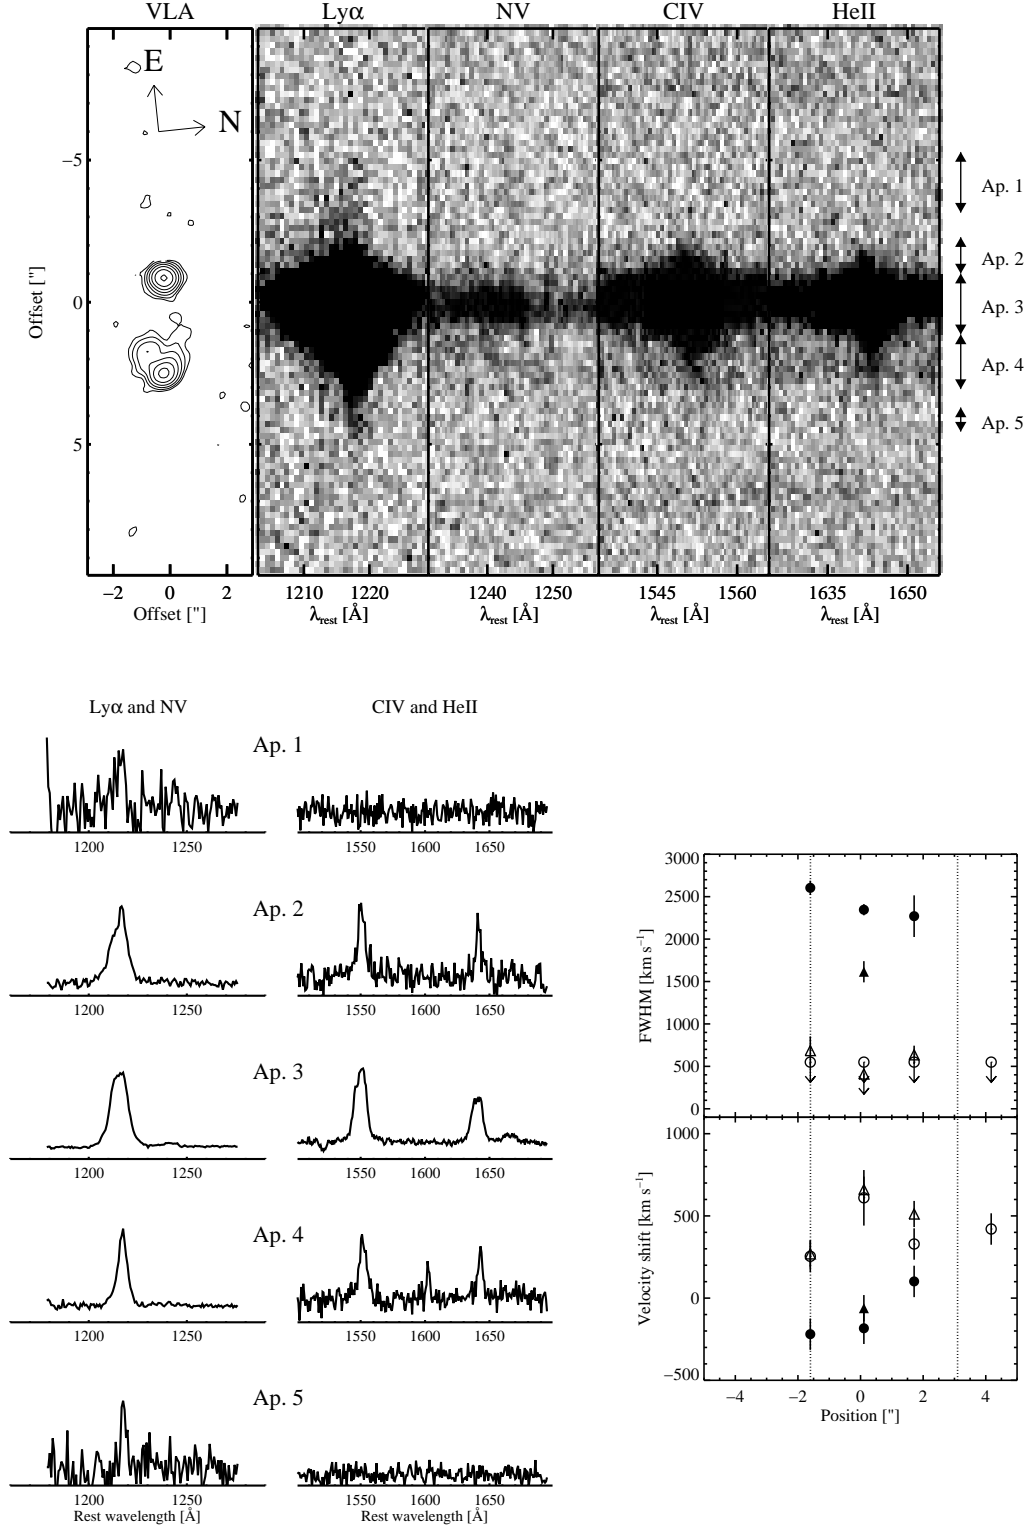 VLA Lyα NV CIV HeII
E
N
−5
Ap. 1
Ap. 2
Offset ["]
0
Ap. 3
Ap. 4
5
Ap. 5
−2 0 2 1210 1220 1240 1250 1545 1560 1635 1650
Offset ["] λrest [Å] λrest [Å] λrest [Å] λrest [Å]
Lyα and NV CIV and HeII
Ap. 1
1200 1250 1550 1600 1650
Ap. 2
1200 1250 1550 1600 1650
Ap. 3
1200 1250 1550 1600 1650
Ap. 4
1200 1250 1550 1600 1650
Ap. 5
1200 1250 1550 1600 1650
Rest wavelength [Å] Rest wavelength [Å]
3000
2500
2000
1500
1000
500
0
FWHM [km s−1]
1000
500
0
−500
Velocity shift [km s−1]
−4 −2 0 2 4
Position ["]